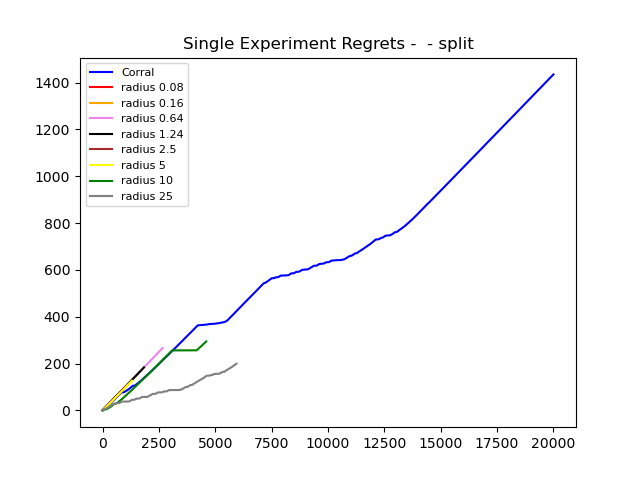 Single Experiment Regrets -  - split
Corral
radius 0.08
radius 0.16
radius 0.64
radius 1.24
radius 2.5
radius 5
radius 10
radius 25
1400
1200
1000
800
600
400
200
0
0 2500 5000 7500 10000 12500 15000 17500 20000